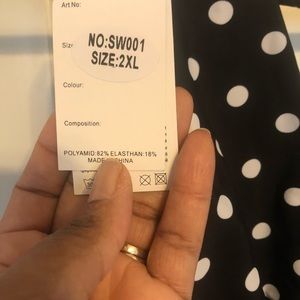 Art No:
NO:SW001
Size
SIZE:2XL
Colour:
Composition:
POLYAMID:82% ELASTHAN:18%
MADE IN CHINA